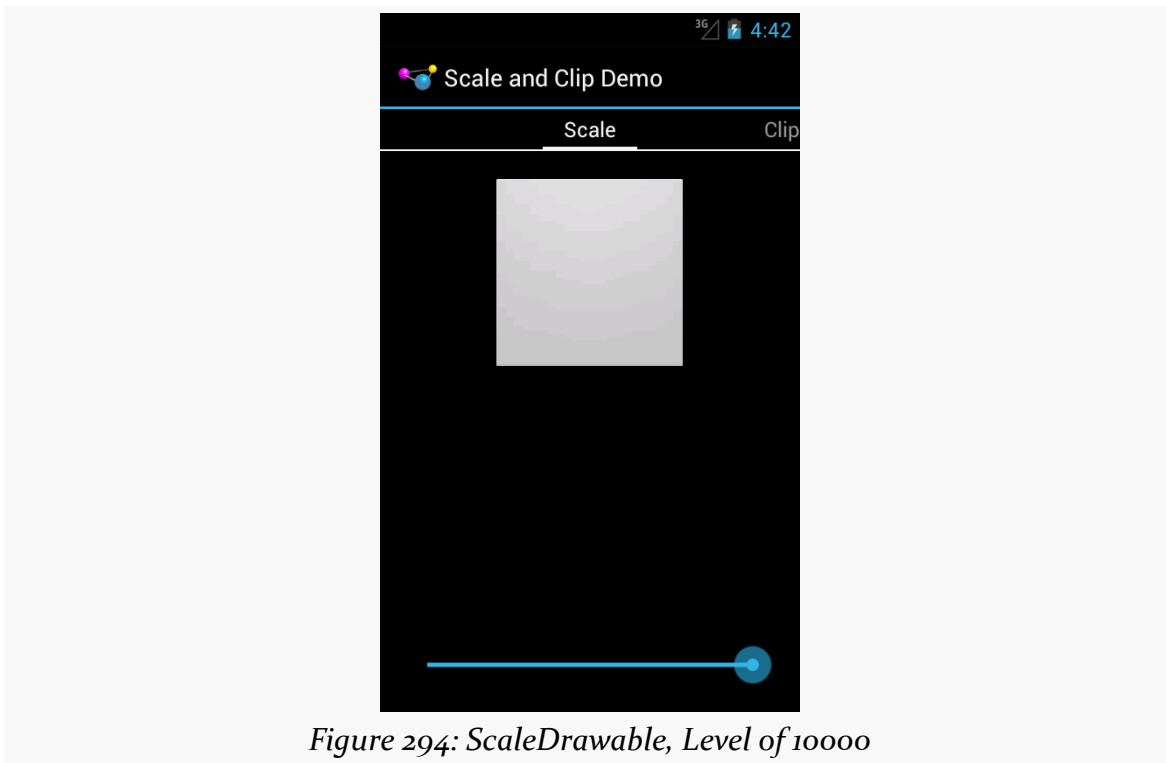 3G 4:42
Scale and Clip Demo
Scale Clip
Figure 294: ScaleDrawable, Level of 10000